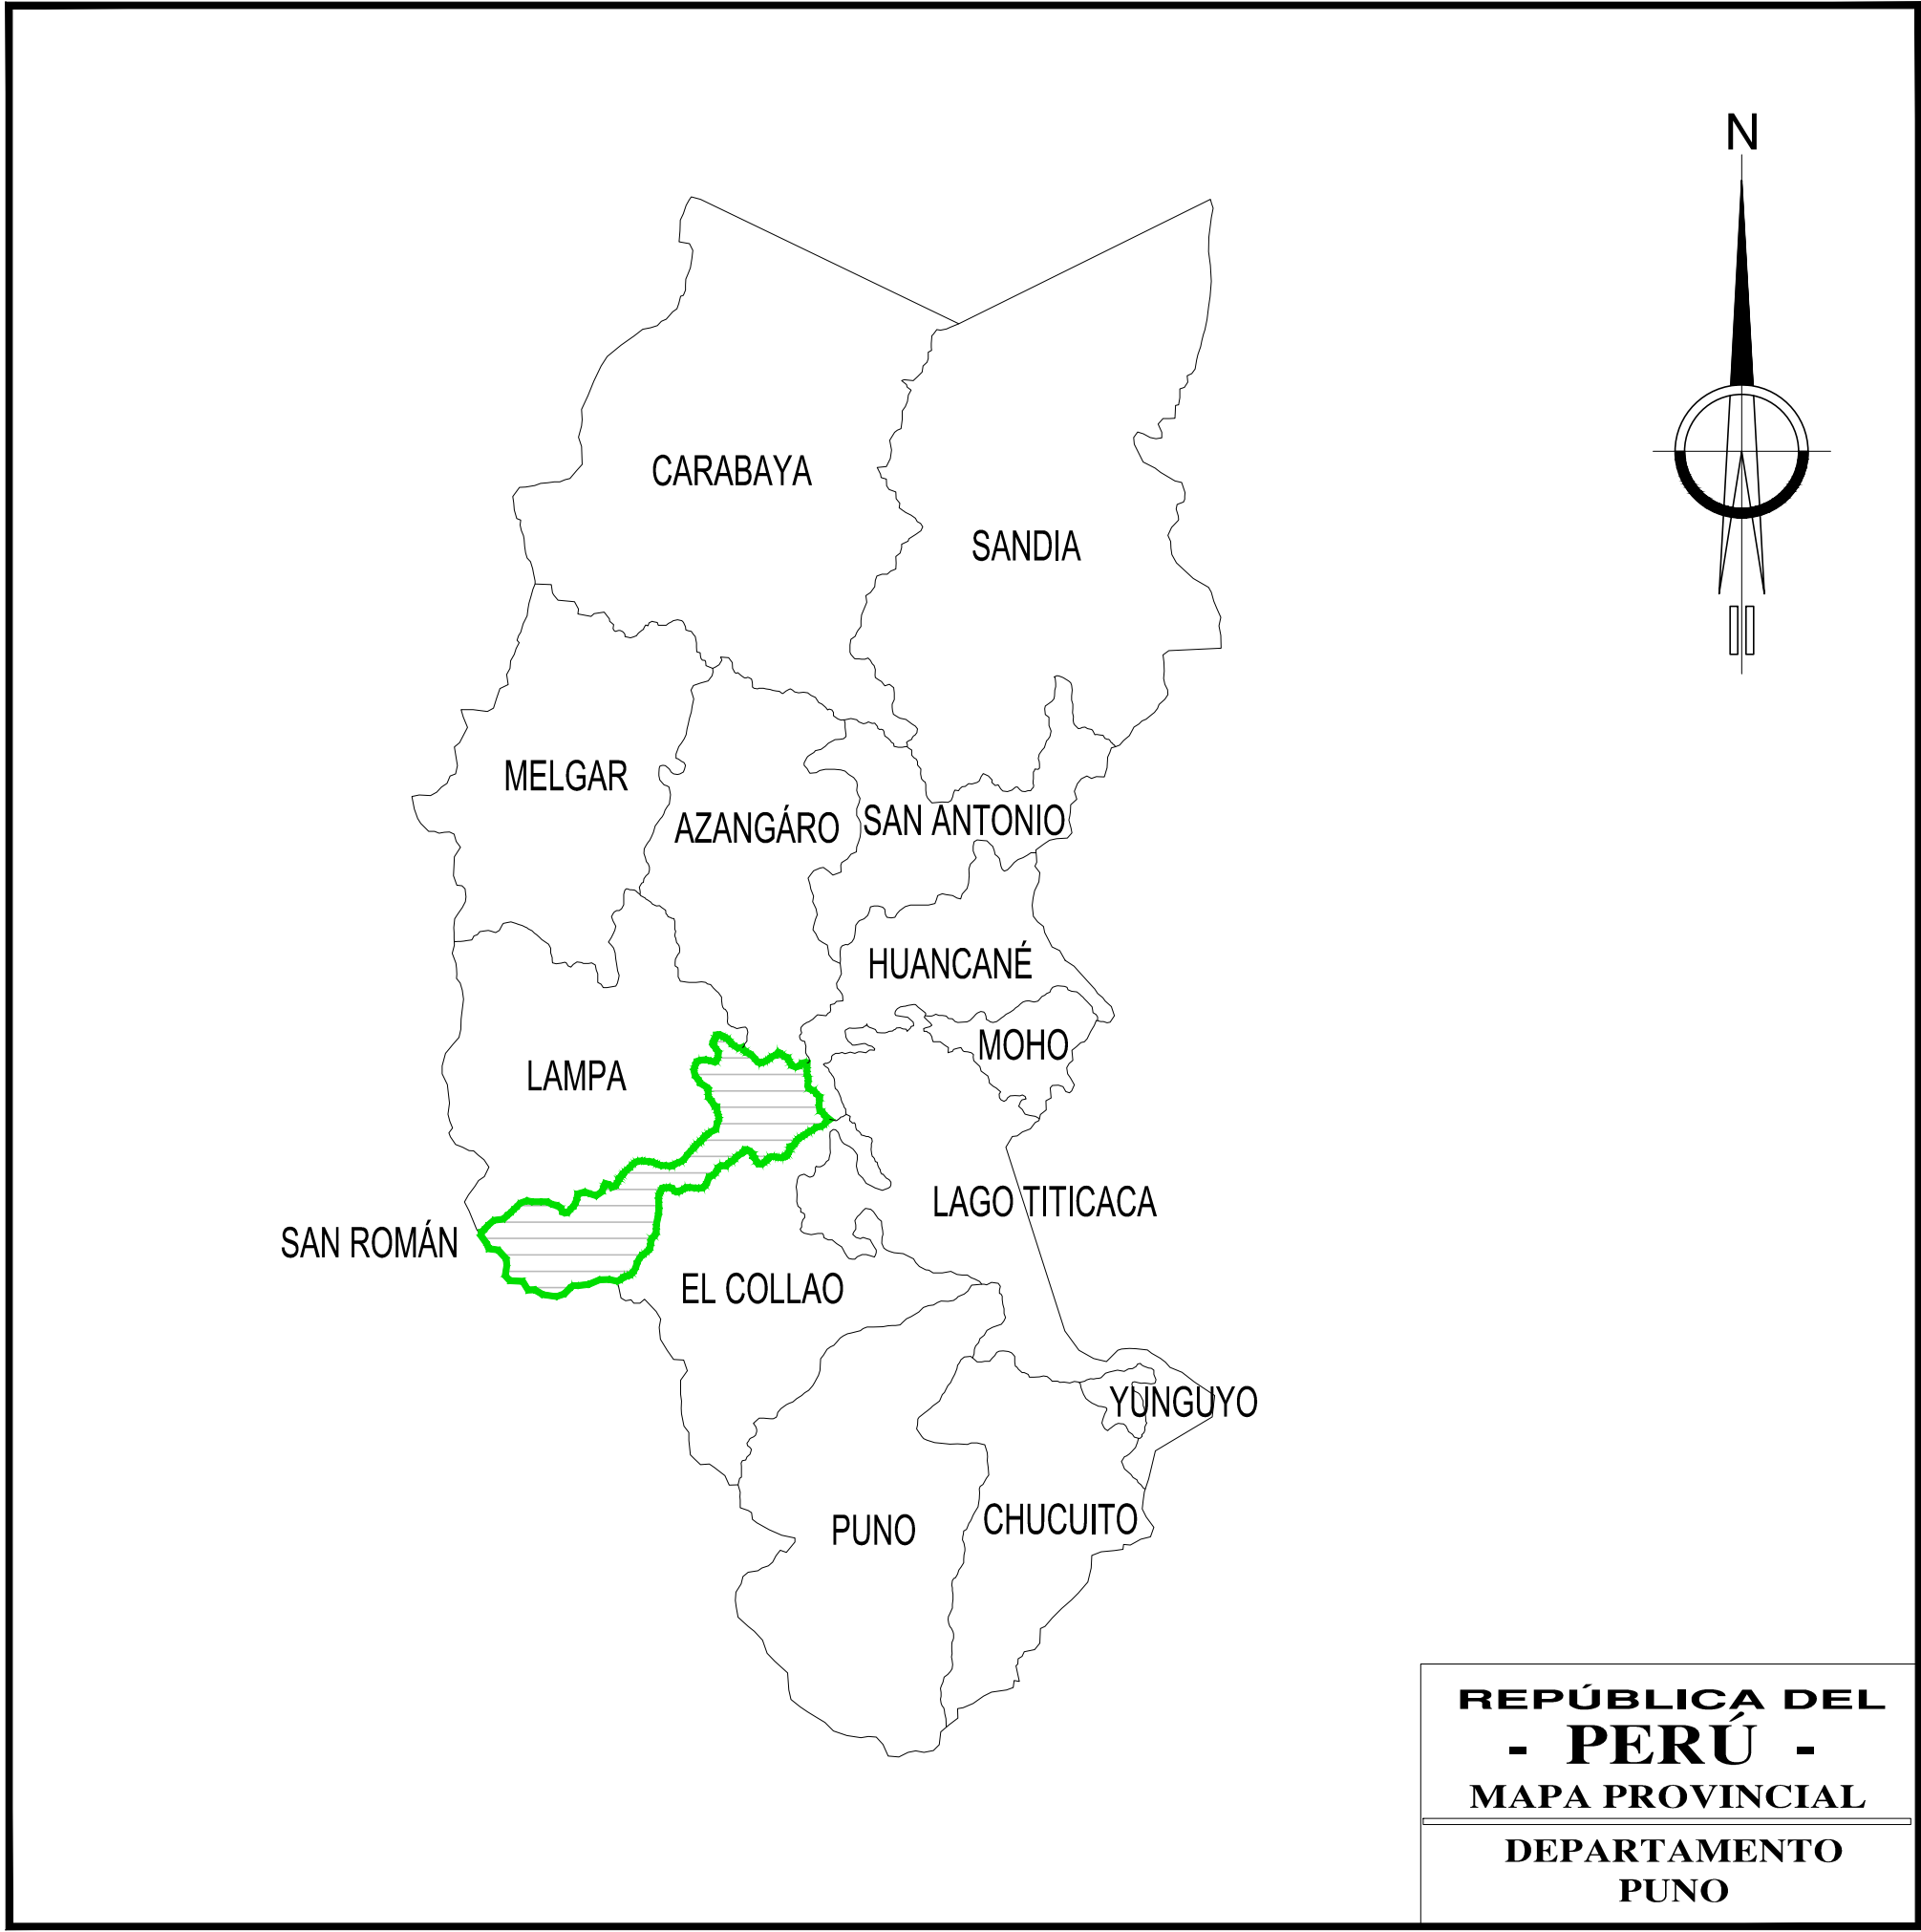 N
CARABAYA
SANDIA
MELGAR
AZANGÁRO
SAN ANTONIO
HUANCANÉ
MOHO
LAMPA
LAGO TITICACA
SAN ROMÁN
EL COLLAO
YUNGUYO
PUNO
CHUCUITO
REPÚBLICA DEL
- PERÚ -
MAPA PROVINCIAL
DEPARTAMENTO
PUNO